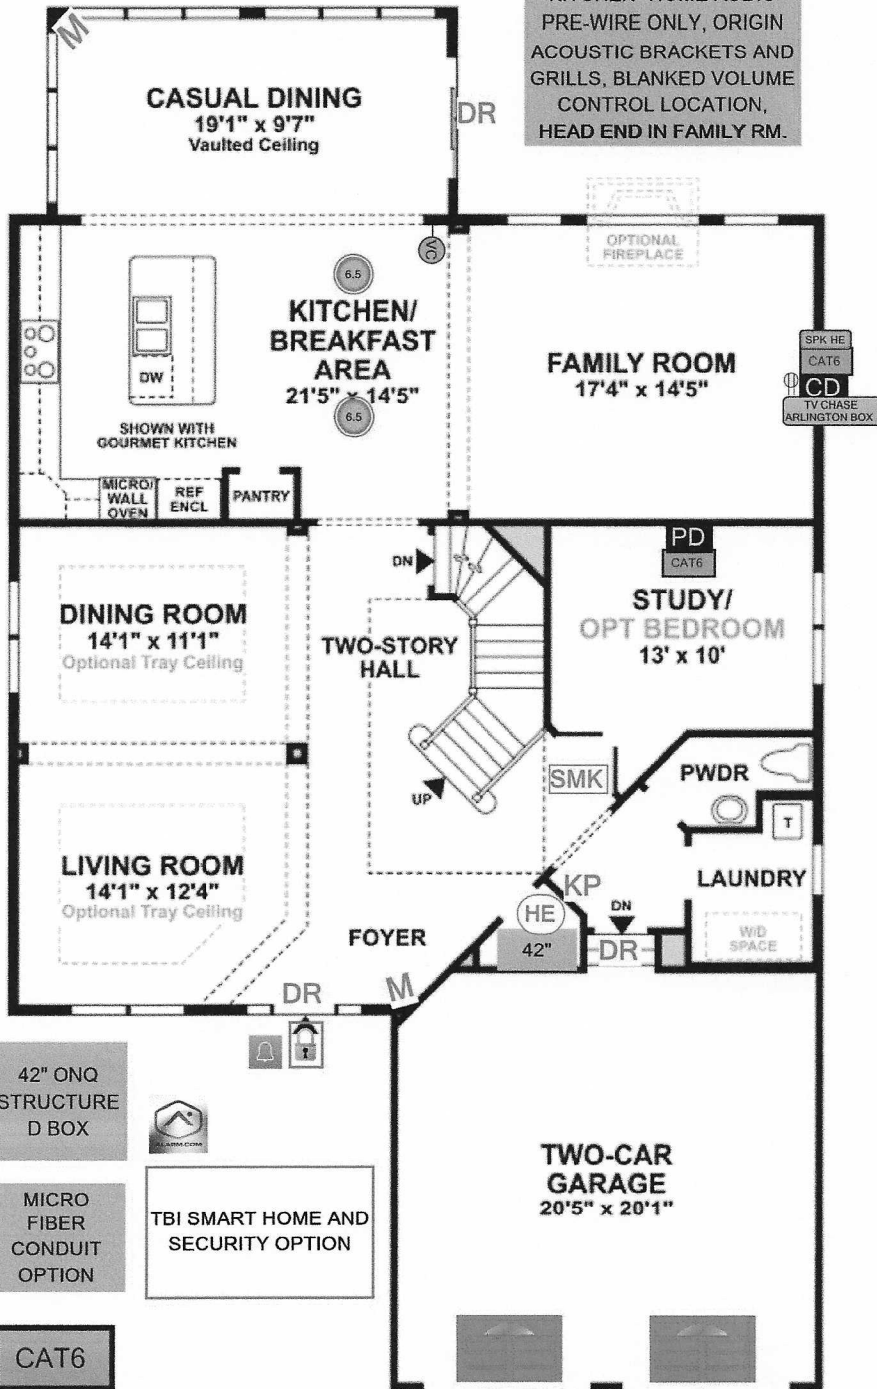 KITCHEN - HOME AUDIO
PRE-WIRE ONLY, ORIGIN
ACOUSTIC BRACKETS AND
GRILLS, BLANKED VOLUME
CONTROL LOCATION,
HEAD END IN FAMILY RM.
M
CASUAL DINING
19'1" x 9'7"
Vaulted Ceiling
DR
OPTIONAL
FIREPLACE
VC
6.5
KITCHEN/
BREAKFAST
AREA
21'5" x 14'5"
6.5
DW
SHOWN WITH
GOURMET KITCHEN
FAMILY ROOM
17'4" x 14'5"
SPK HE
CAT6
CD
TV CHASE
ARLINGTON BOX
MICRO/
WALL
OVEN
REF
ENCL
PANTRY
DN
PD
CAT6
DINING ROOM
14'1" x 11'1"
Optional Tray Ceiling
TWO-STORY
HALL
STUDY/
OPT BEDROOM
13' x 10'
UP
SMK
PWDR
T
LIVING ROOM
14'1" x 12'4"
Optional Tray Ceiling
KP
LAUNDRY
HE
42"
DN
DR
W/D
SPACE
FOYER
DR
M
42" ONQ
STRUCTURE
D BOX
ALARM.COM
MICRO
FIBER
CONDUIT
OPTION
TBI SMART HOME AND
SECURITY OPTION
TWO-CAR
GARAGE
20'5" x 20'1"
CAT6